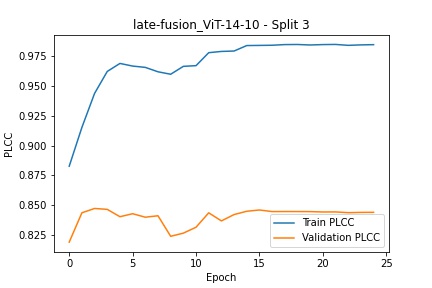 late-fusion_ViT-14-10 - Split 3
PLCC
0.975
0.950
0.925
0.900
0.875
0.850
0.825
Train PLCC
Validation PLCC
0 5 10 15 20 25
Epoch